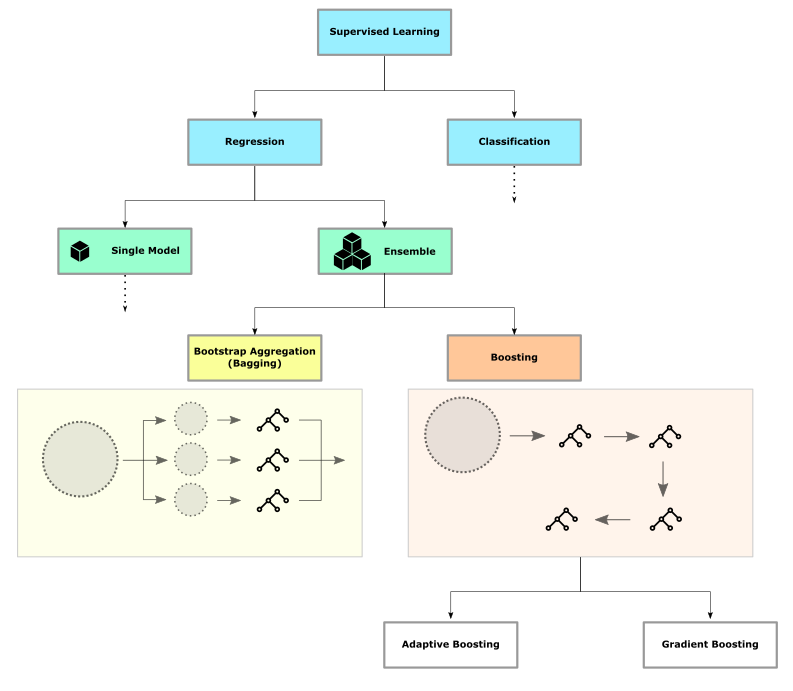 Supervised Learning
Regression
Classification
Single Model
Ensemble
Bootstrap Aggregation
(Bagging)
Boosting
Adaptive Boosting
Gradient Boosting